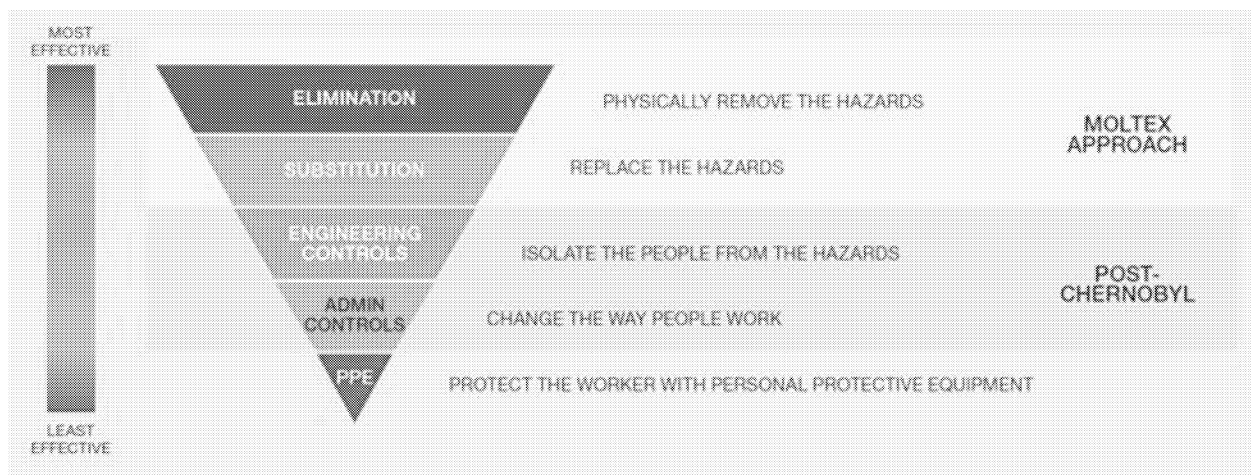 MOST
EFFECTIVE
ELIMINATION
PHYSICALLY REMOVE THE HAZARDS
MOLTEX
APPROACH
SUBSTITUTION
REPLACE THE HAZARDS
ENGINEERING
CONTROLS
ISOLATE THE PEOPLE FROM THE HAZARDS
POST-
CHERNOBYL
ADMIN
CONTROLS
CHANGE THE WAY PEOPLE WORK
PPE
PROTECT THE WORKER WITH PERSONAL PROTECTIVE EQUIPMENT
LEAST
EFFECTIVE